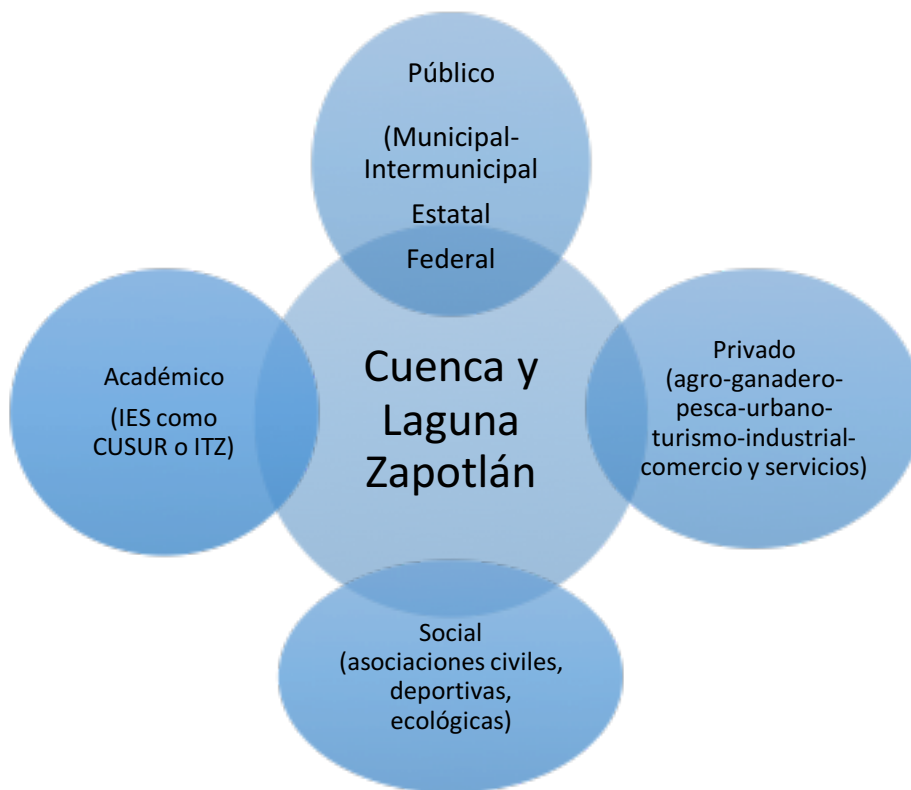 Público
(Municipal-
Intermunicipal
Estatal
Federal
Académico
(IES como
CUSUR o ITZ)
Cuenca y
Laguna
Zapotlán
Privado
(agro-ganadero-
pesca-urbano-
turismo-industrial-
comercio y servicios)
Social
(asociaciones civiles,
deportivas,
ecológicas)